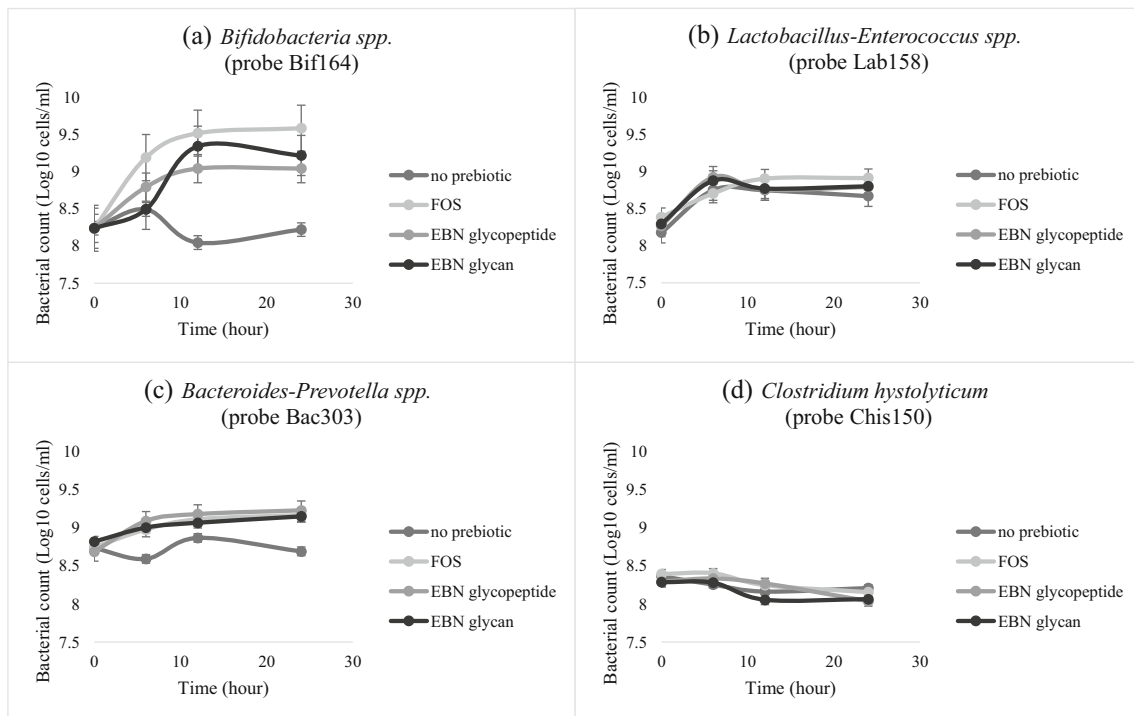 (a) Bifidobacteria spp.
(probe Bif164)
Bacterial count (Log10 cells/ml)
10
9.5
9
8.5
8
7.5
0
10
20
30
Time (hour)
no prebiotic
FOS
EBN glycopeptide
EBN glycan
(b) Lactobacillus-Enterococcus spp.
(probe Lab158)
Bacterial count (Log10 cells/ml)
10
9.5
9
8.5
8
7.5
0
10
20
30
Time (hour)
no prebiotic
FOS
EBN glycopeptide
EBN glycan
(c) Bacteroides-Prevotella spp.
(probe Bac303)
Bacterial count (Log10 cells/ml)
10
9.5
9
8.5
8
7.5
0
10
20
30
Time (hour)
no prebiotic
FOS
EBN glycopeptide
EBN glycan
(d) Clostridium hystolyticum
(probe Chis150)
Bacterial count (Log10 cells/ml)
10
9.5
9
8.5
8
7.5
0
10
20
30
Time (hour)
no prebiotic
FOS
EBN glycopeptide
EBN glycan